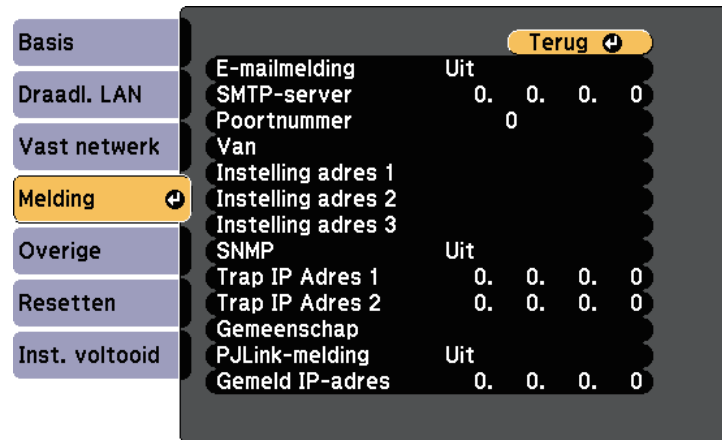 Basis
Draadl. LAN
Vast netwerk
Melding
Overige
Resetten
Inst. voltooid
Terug
E-mailmelding Uit
SMTP-server 0. 0. 0. 0
Poortnummer 0
Van
Instelling adres 1
Instelling adres 2
Instelling adres 3
SNMP Uit
Trap IP Adres 1 0. 0. 0. 0
Trap IP Adres 2 0. 0. 0. 0
Gemeenschap
PJLink-melding Uit
Gemeld IP-adres 0. 0. 0. 0